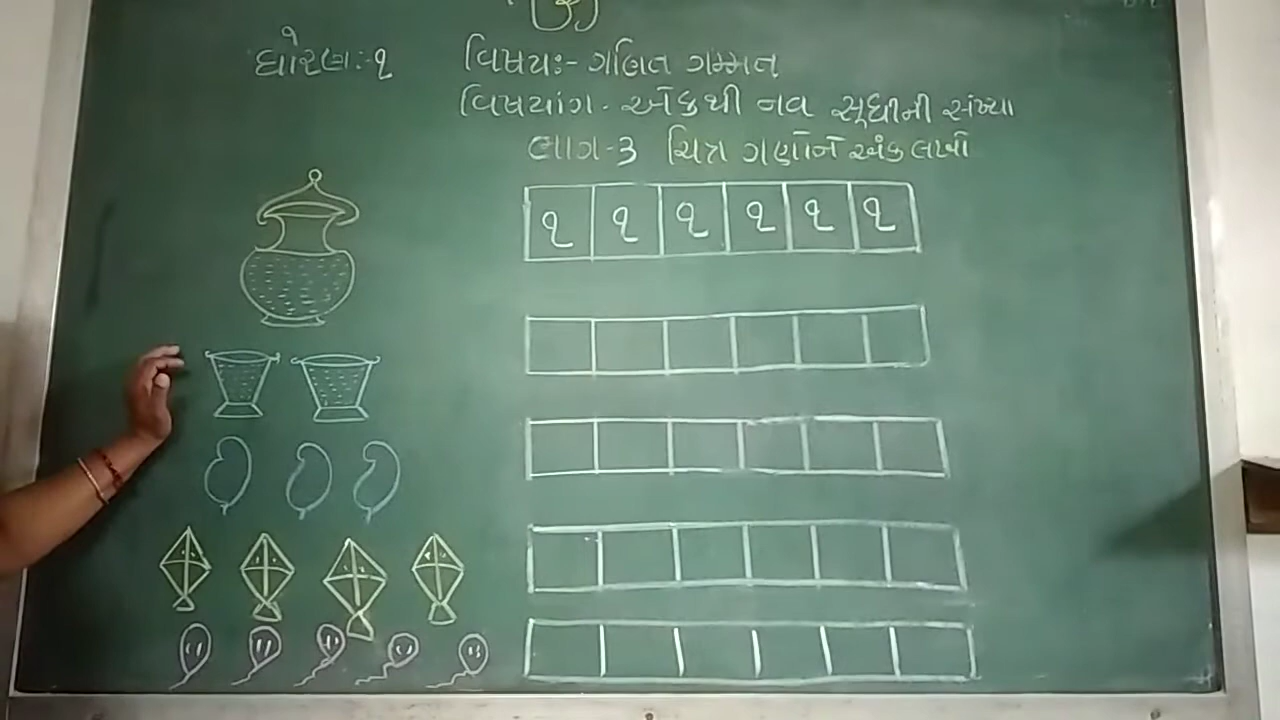 ધોરણ:-૧
વિષય:- ગણિત ગમ્મત
વિષયાંગ - એકથી નવ સૂધીની સંખ્યા
ભાગ-૩ ચિત્ર ગણીને અંક લખો
૧ ૧ ૧ ૧ ૧ ૧